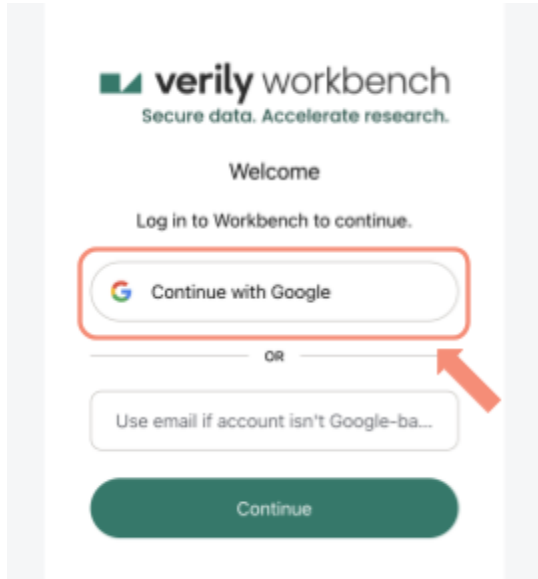 verily workbench
Secure data. Accelerate research.
Welcome
Log in to Workbench to continue.
Continue with Google
OR
Use email if account isn't Google-ba...
Continue